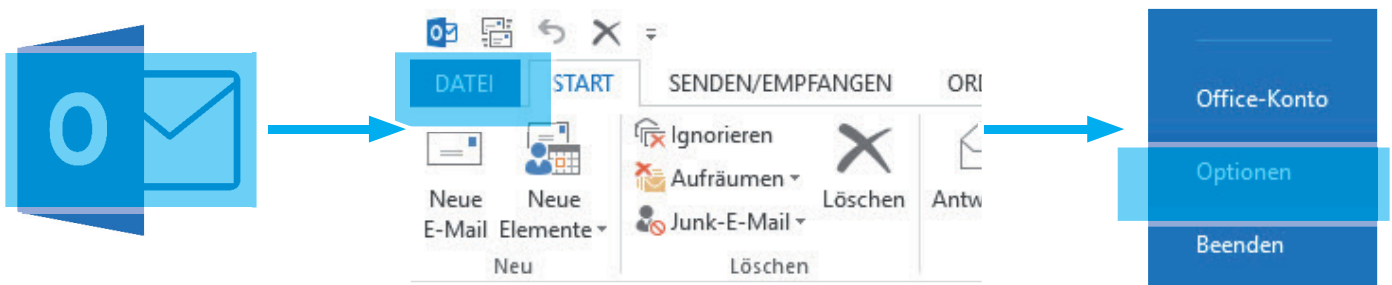 O
DATEI START SENDEN/EMPFANGEN
Ignorieren
Aufräumen
Junk-E-Mail
Neue E-Mail
Neue Elemente
Löschen
Antw
Neu
Löschen
Office-Konto
Optionen
Beenden